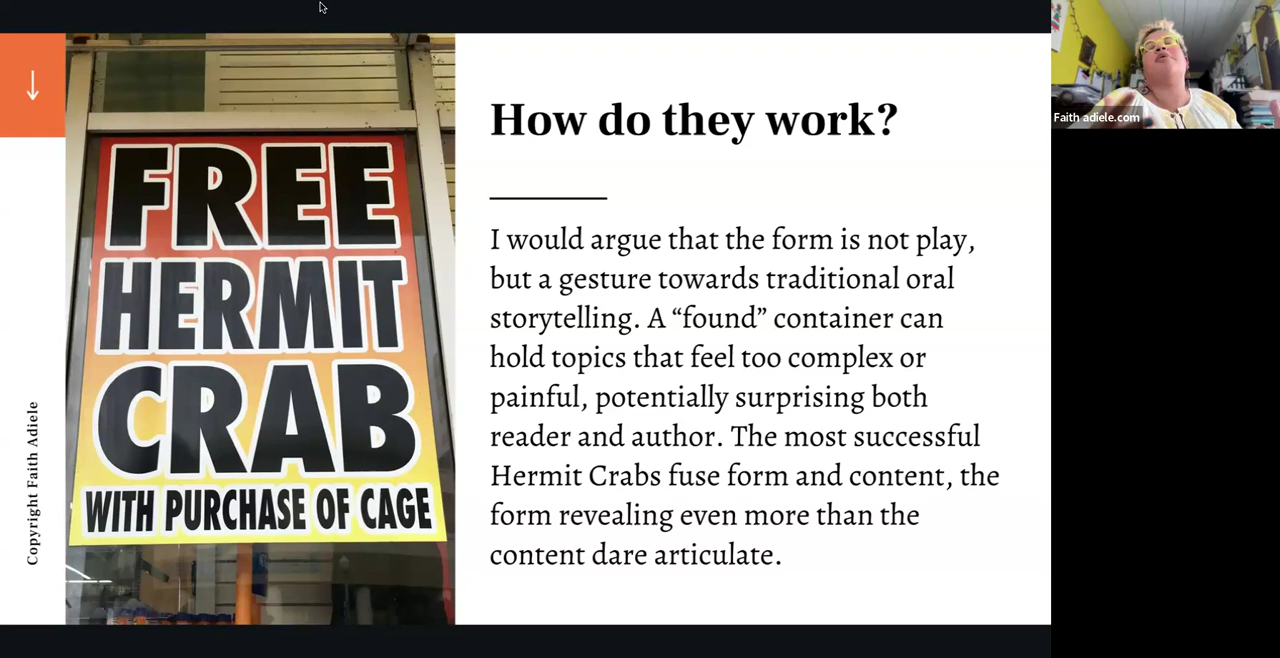 FREE
HERMIT
CRAB
WITH PURCHASE OF CAGE
Copyright Faith Adiele
How do they work?
I would argue that the form is not play,
but a gesture towards traditional oral
storytelling. A “found” container can
hold topics that feel too complex or
painful, potentially surprising both
reader and author. The most successful
Hermit Crabs fuse form and content, the
form revealing even more than the
content dare articulate.
Faith adiele.com